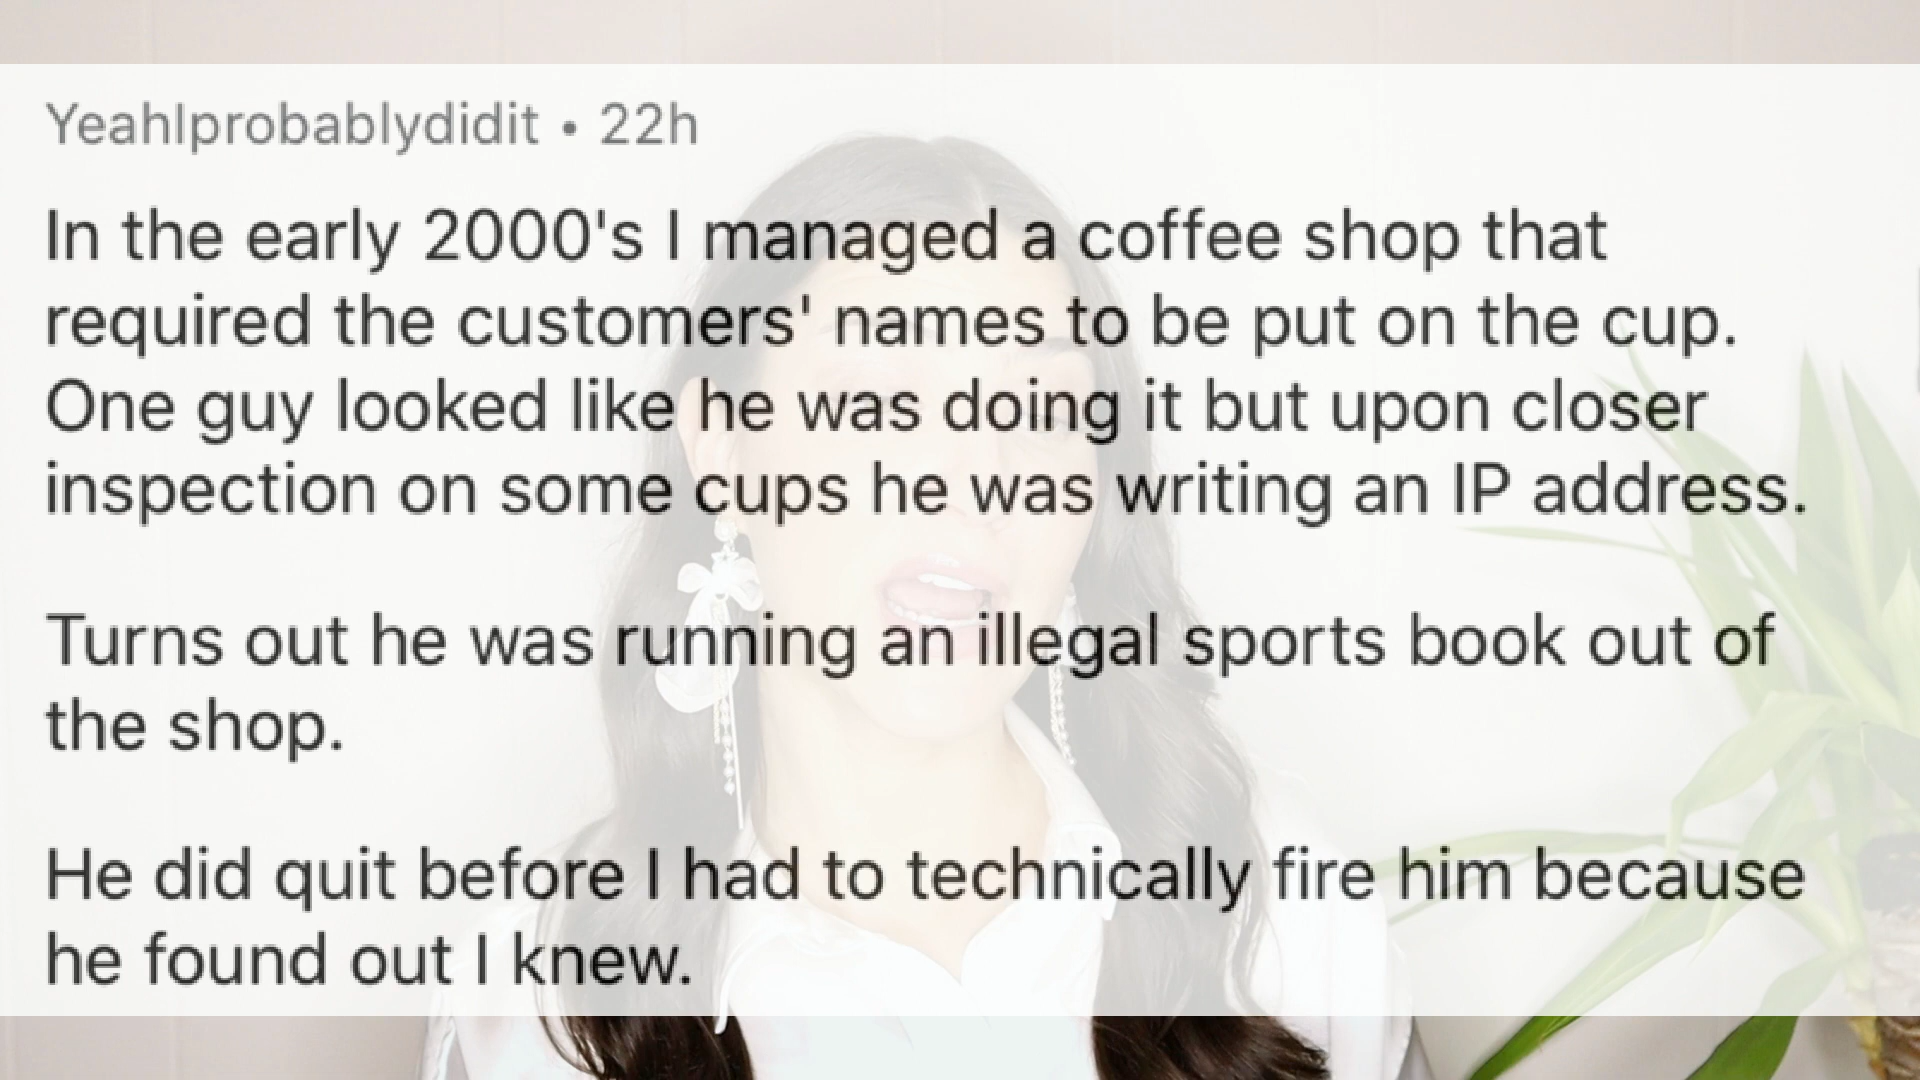 YeahIprobablydidit • 22h
In the early 2000's I managed a coffee shop that
required the customers' names to be put on the cup.
One guy looked like he was doing it but upon closer
inspection on some cups he was writing an IP address.
Turns out he was running an illegal sports book out of
the shop.
He did quit before I had to technically fire him because
he found out I knew.